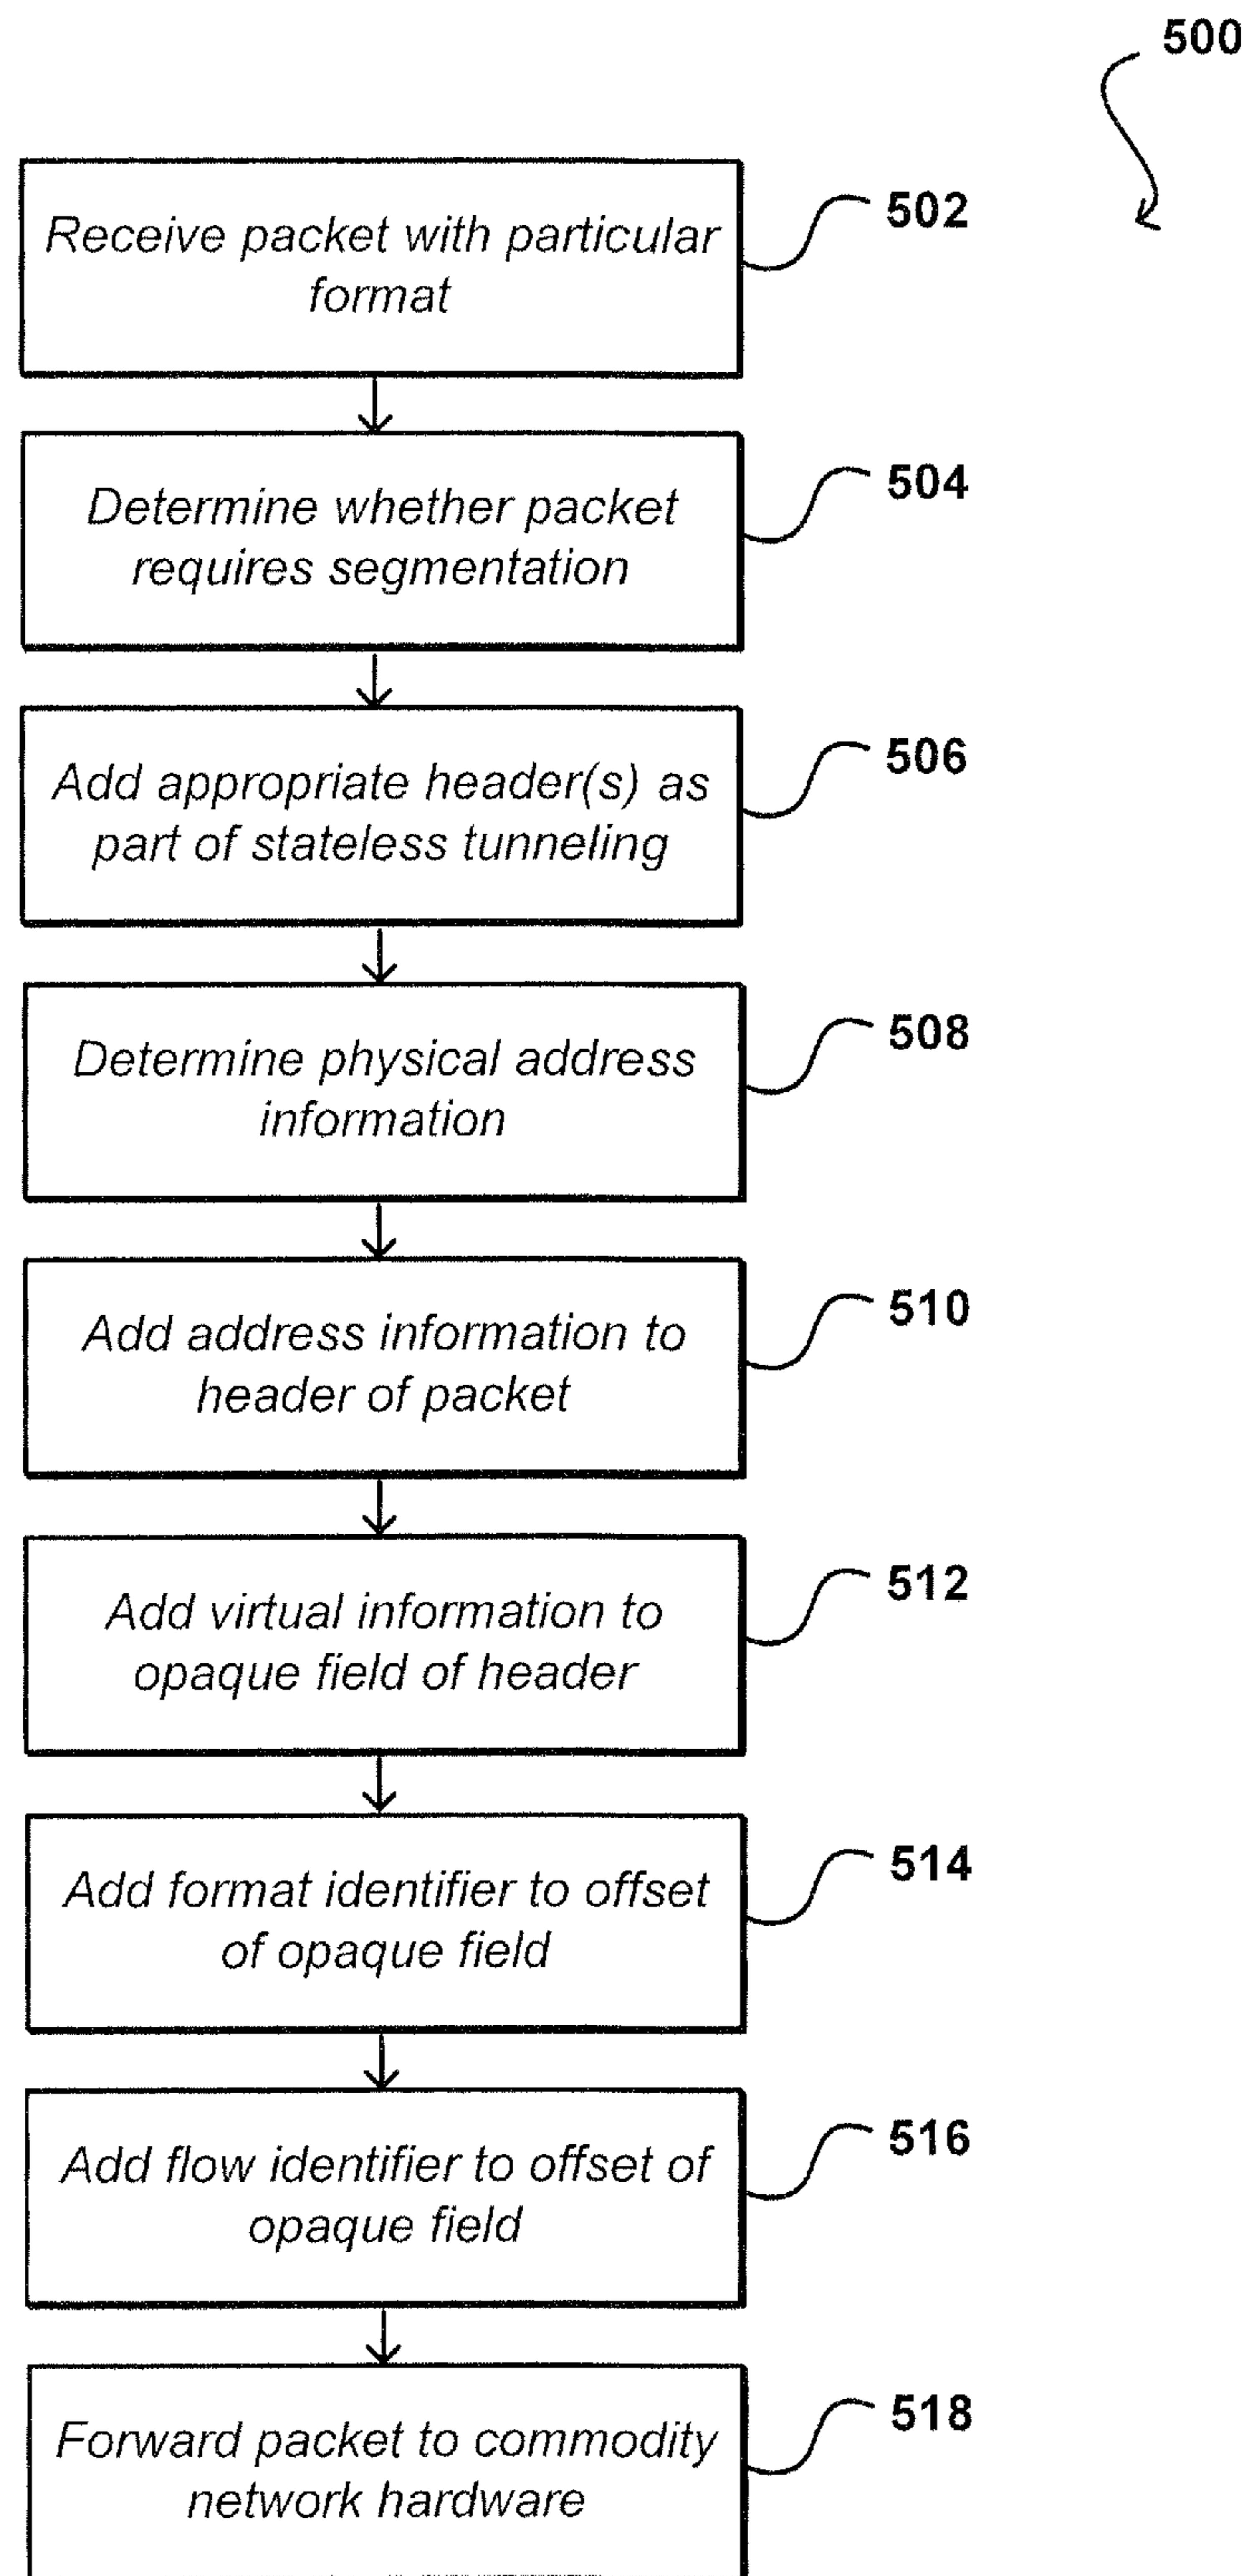 500
Receive packet with particular
format
502
Determine whether packet
requires segmentation
504
Add appropriate header(s) as
part of stateless tunneling
506
Determine physical address
information
508
Add address information to
header of packet
510
Add virtual information to
opaque field of header
512
Add format identifier to offset
of opaque field
514
Add flow identifier to offset of
opaque field
516
Forward packet to commodity
network hardware
518